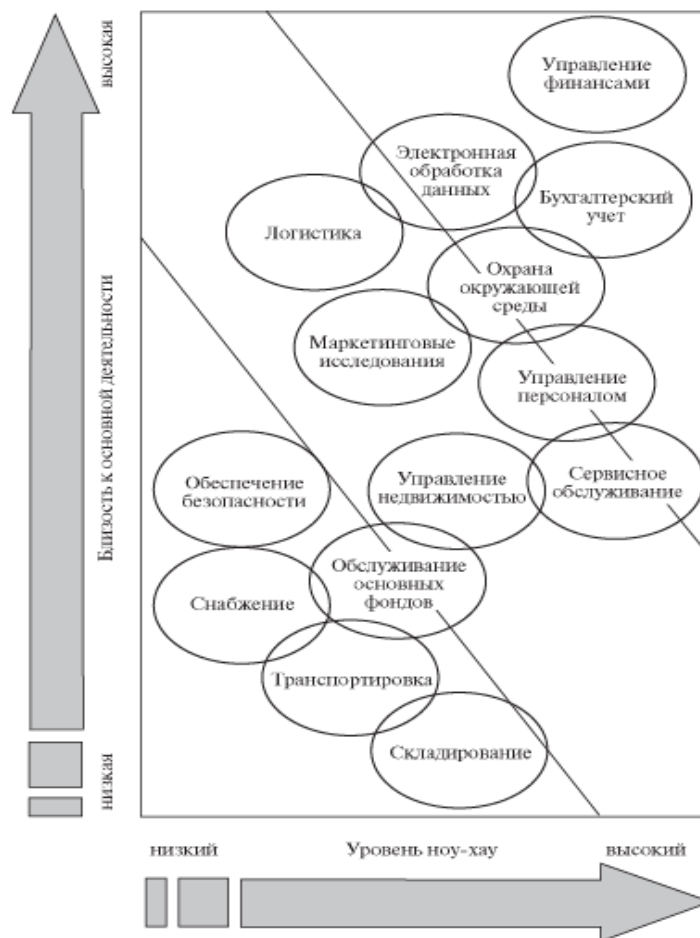 высокая
Близость к основной деятельности
низкая
Управление
финансами
Электронная
обработка
данных
Бухгалтерский
учет
Логистика
Охрана
окружающей
среды
Маркетинговые
исследования
Управление
персоналом
Обеспечение
безопасности
Управление
недвижимостью
Сервисное
обслуживание
Обслуживание
основных
фондов
Снабжение
Транспортировка
Складирование
низкий
Уровень ноу-хау
высокий